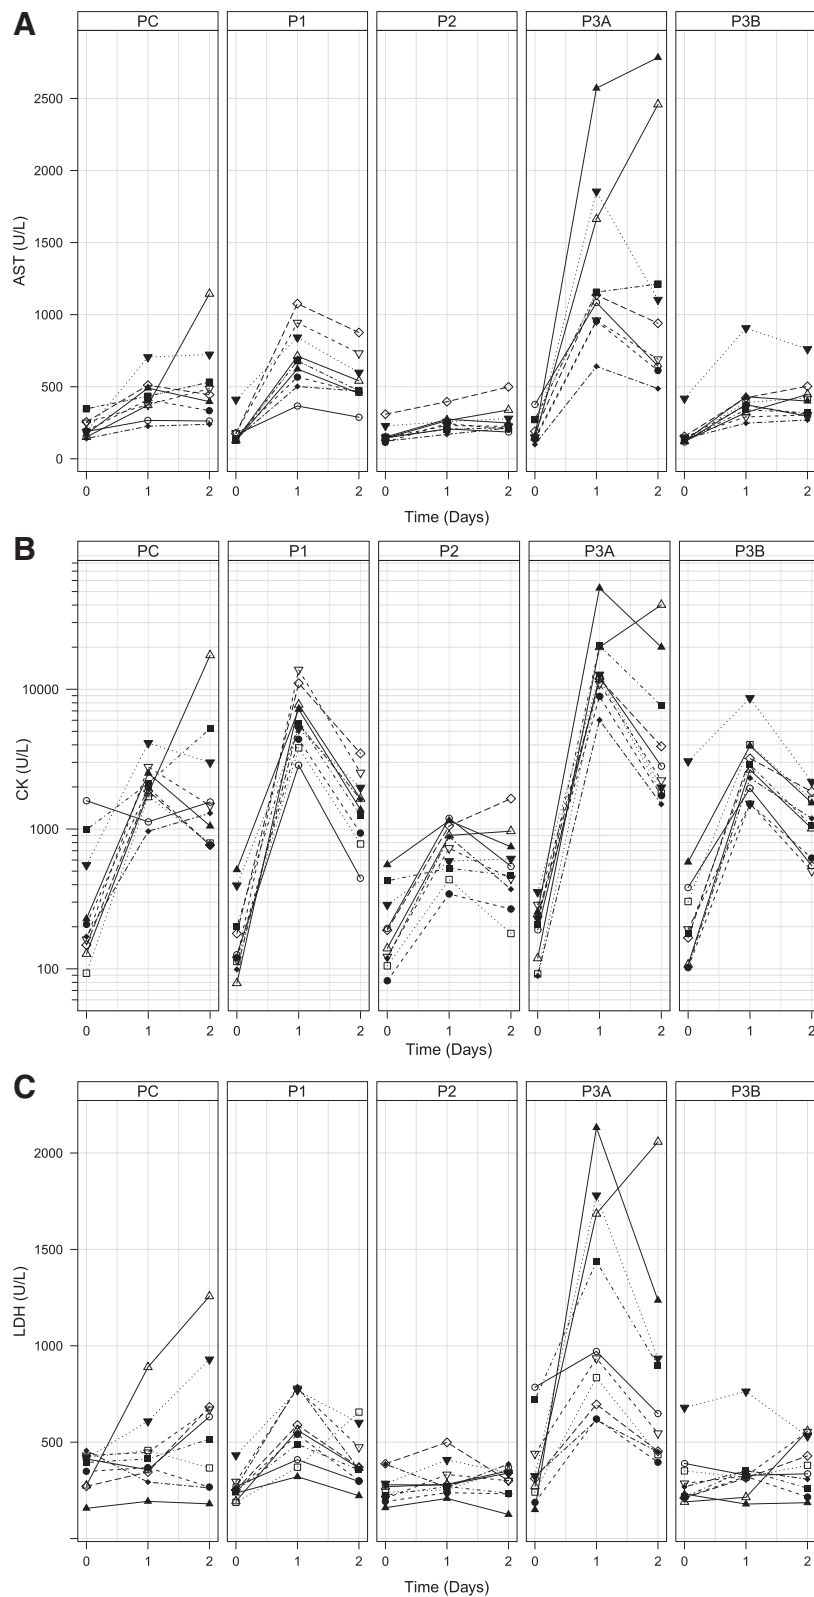 A
PC P1 P2 P3A P3B
2500
2000
1500
1000
500
0
AST (U/L)
0 1 2 0 1 2 0 1 2 0 1 2 0 1 2
Time (Days)
B
PC P1 P2 P3A P3B
10000
1000
100
CK (U/L)
0 1 2 0 1 2 0 1 2 0 1 2 0 1 2
Time (Days)
C
PC P1 P2 P3A P3B
2000
1500
1000
500
LDH (U/L)
0 1 2 0 1 2 0 1 2 0 1 2 0 1 2
Time (Days)